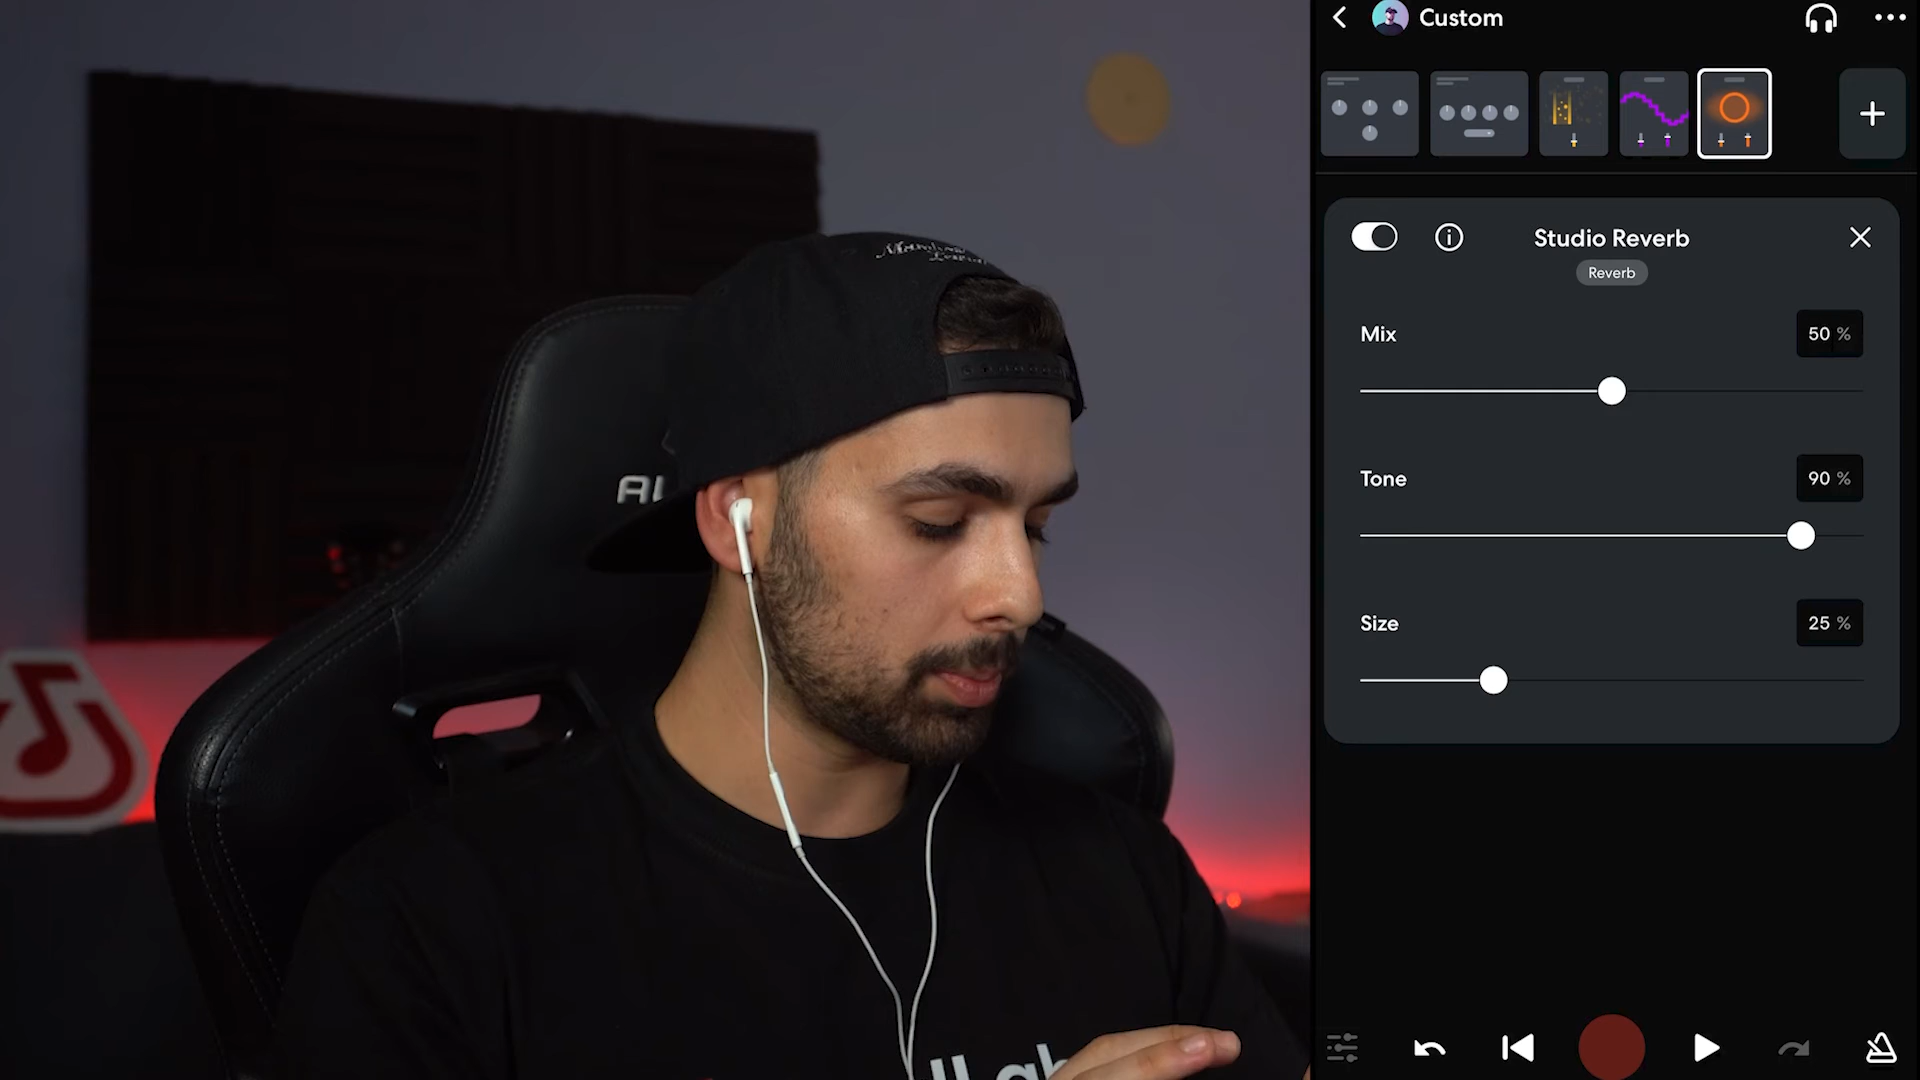 Custom
Studio Reverb
Reverb
Mix
50 %
Tone
90 %
Size
25 %